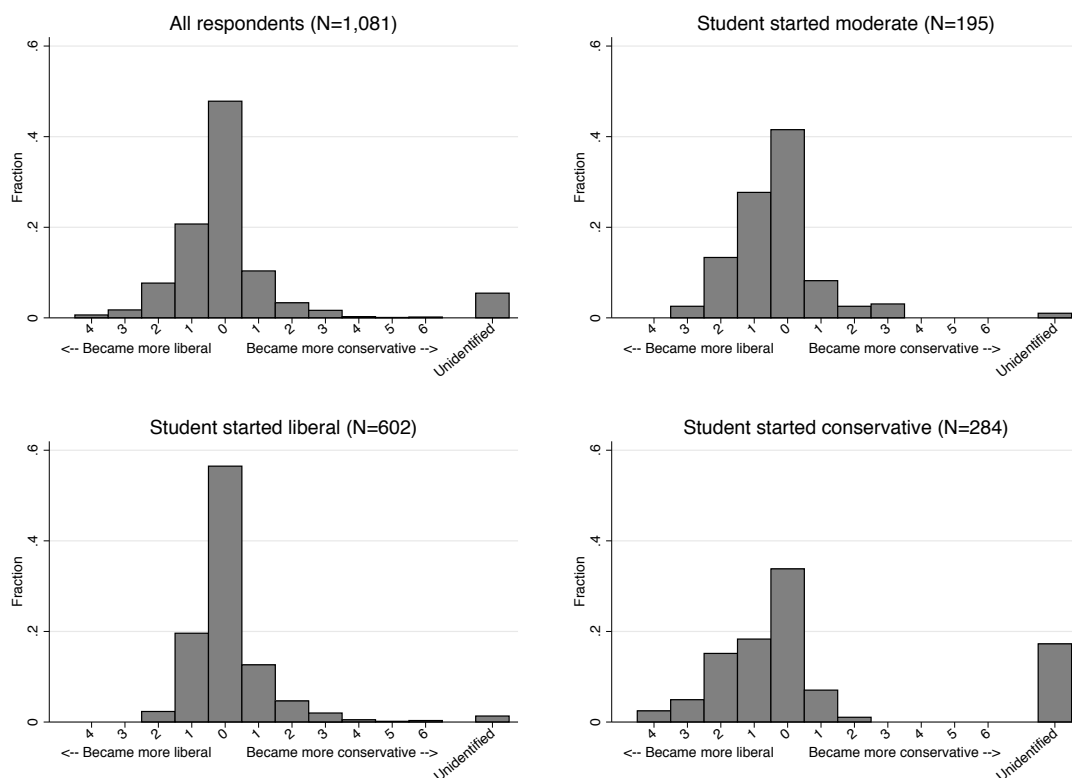 All respondents (N=1,081)
Fraction
0 .2 .4 .6
4 3 2 1 0 1 2 3 4 5 6 Unidentified
<-- Became more liberal Became more conservative -->
Student started moderate (N=195)
Fraction
0 .2 .4 .6
4 3 2 1 0 1 2 3 4 5 6 Unidentified
<-- Became more liberal Became more conservative -->
Student started liberal (N=602)
Fraction
0 .2 .4 .6
4 3 2 1 0 1 2 3 4 5 6 Unidentified
<-- Became more liberal Became more conservative -->
Student started conservative (N=284)
Fraction
0 .2 .4 .6
4 3 2 1 0 1 2 3 4 5 6 Unidentified
<-- Became more liberal Became more conservative -->